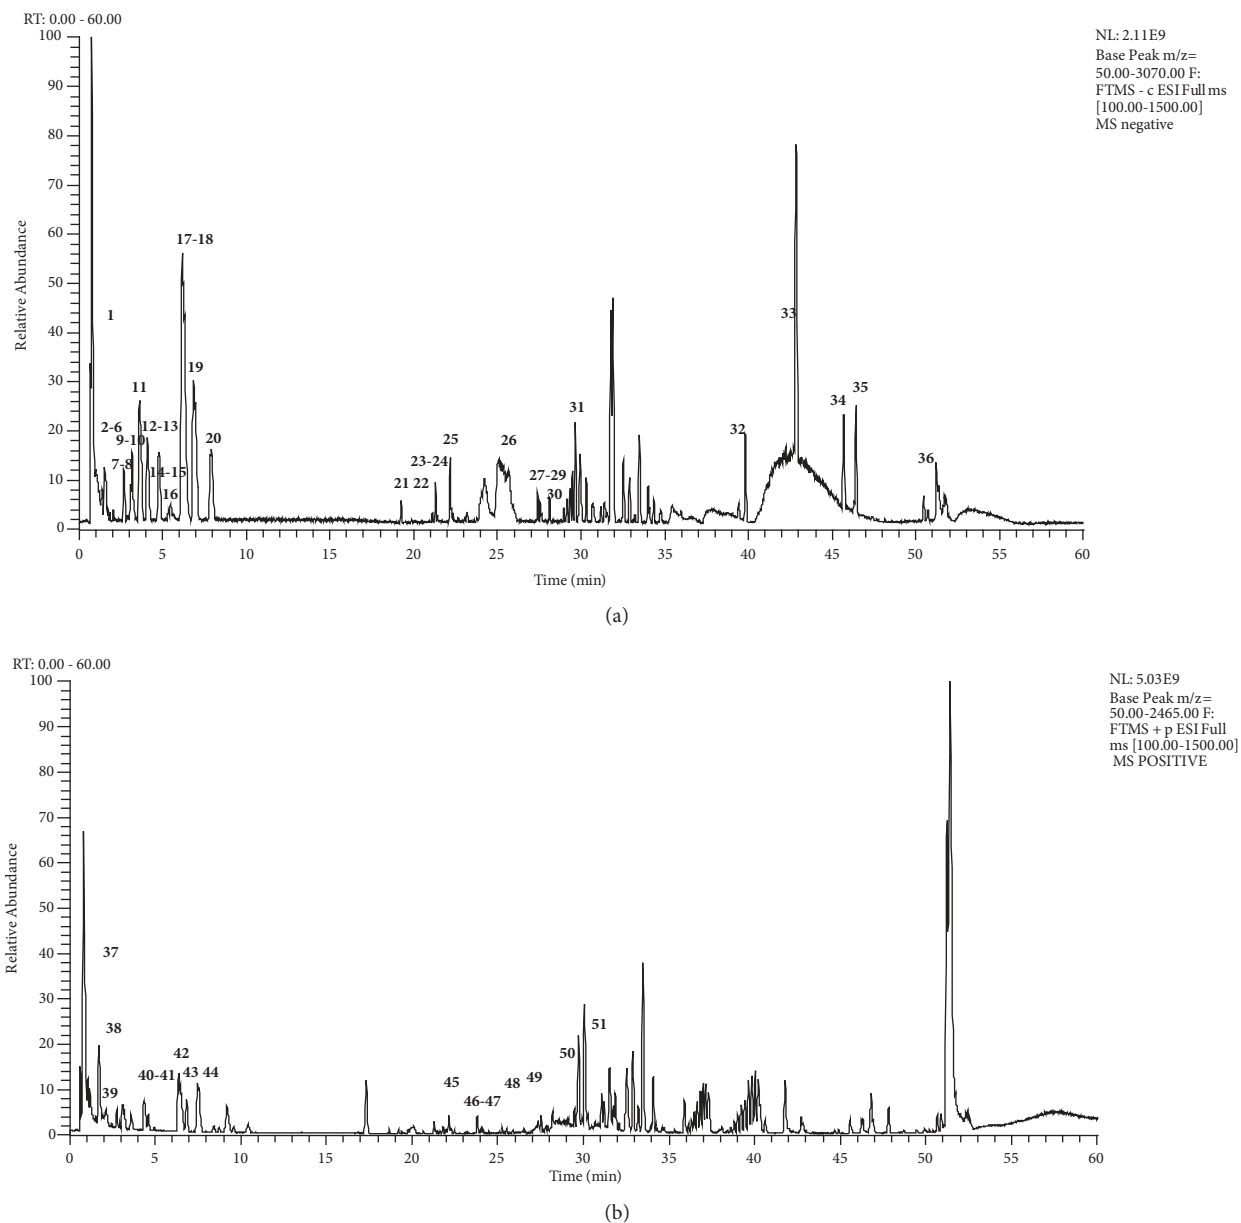 RT: 0.00 - 60.00
NL: 2.11E9
Base Peak m/z=
50.00-3070.00 F:
FTMS - c ESI Full ms
[100.00-1500.00]
MS negative
100
90
80
70
60
50
40
30
20
10
0
Relative Abundance
1
2-6
7-8
9-10
11
12-13
14-15
16
17-18
19
20
21
22
23-24
25
26
27-29
30
31
32
33
34
35
36
0 5 10 15 20 25 30 35 40 45 50 55 60
Time (min)
(a)
RT: 0.00 - 60.00
NL: 5.03E9
Base Peak m/z=
50.00-2465.00 F:
FTMS + p ESI Full
ms [100.00-1500.00]
MS POSITIVE
100
90
80
70
60
50
40
30
20
10
0
Relative Abundance
37
38
39
40-41
42
43
44
45
46-47
48
49
50
51
0 5 10 15 20 25 30 35 40 45 50 55 60
Time (min)
(b)